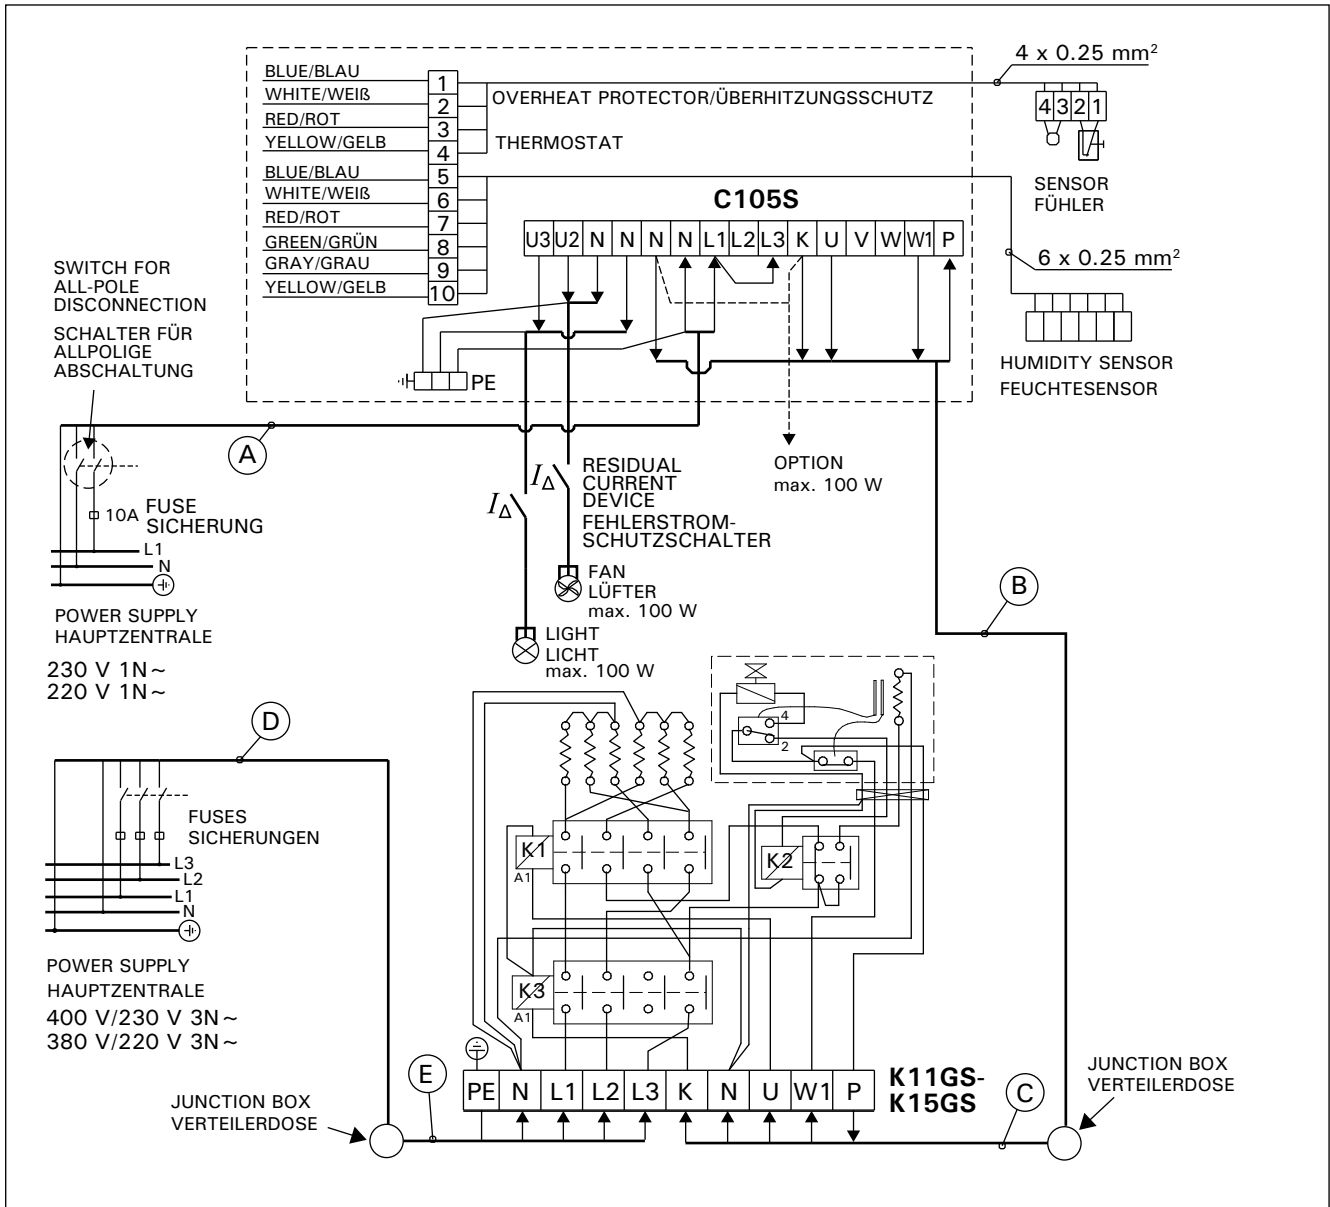 4 x 0.25 mm²
BLUE/BLAU
WHITE/WEIß
RED/ROT
YELLOW/GELB
BLUE/BLAU
WHITE/WEIß
RED/ROT
GREEN/GRÜN
GRAY/GRAU
YELLOW/GELB
1
2
3
4
5
6
7
8
9
10
OVERHEAT PROTECTOR/ÜBERHITZUNGSSCHUTZ
THERMOSTAT
4 3 2 1
SENSOR
FÜHLER
C105S
U3 U2 N N N N L1 L2 L3 K U V W W1 P
6 x 0.25 mm²
HUMIDITY SENSOR
FEUCHTESENSOR
SWITCH FOR
ALL-POLE
DISCONNECTION
SCHALTER FÜR
ALLPOLIGE
ABSCHALTUNG
PE
A
OPTION
max. 100 W
RESIDUAL
CURRENT
DEVICE
FEHLERSTROM-
SCHUTZSCHALTER
IΔ
IΔ
10A
FUSE
SICHERUNG
L1
N
POWER SUPPLY
HAUPTZENTRALE
230 V 1N~
220 V 1N~
FAN
LÜFTER
max. 100 W
LIGHT
LICHT
max. 100 W
B
D
4
2
FUSES
SICHERUNGEN
L3
L2
L1
N
POWER SUPPLY
HAUPTZENTRALE
400 V/230 V 3N~
380 V/220 V 3N~
K1
A1
K2
K3
A1
E
PE N L1 L2 L3 K N U W1 P
K11GS-
K15GS
C
JUNCTION BOX
VERTEILERDOSE
JUNCTION BOX
VERTEILERDOSE